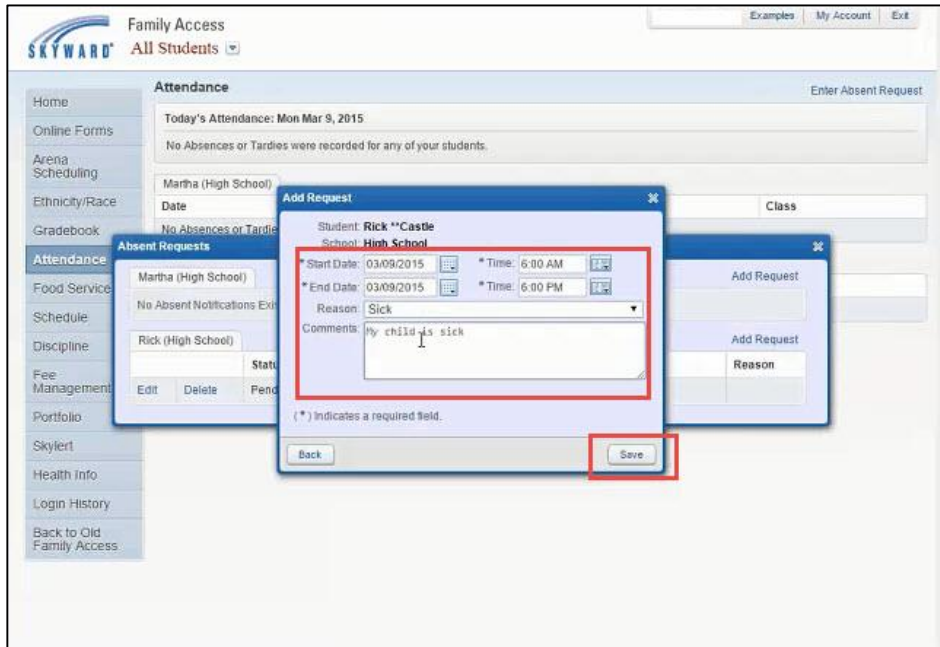 Family Access
Examples My Account Exit
SKYWARD®
All Students
Home
Online Forms
Arena
Scheduling
Ethnicity/Race
Gradebook
Attendance
Food Service
Schedule
Discipline
Fee
Management
Portfolio
Skylert
Health Info
Login History
Back to Old
Family Access
Attendance
Enter Absent Request
Today's Attendance: Mon Mar 9, 2015
No Absences or Tardies were recorded for any of your students.
Martha (High School)
Date Class
No Absences or Tardie
Absent Requests
Martha (High School) Add Request
No Absent Notifications Exis
Rick (High School) Add Request
Statu Reason
Edit Delete Pend
Add Request
Student: Rick **Castle
School: High School
* Start Date: 03/09/2015 * Time: 6:00 AM
* End Date: 03/09/2015 * Time: 6:00 PM
Reason: Sick
Comments: My child is sick
(*) Indicates a required field.
Back Save